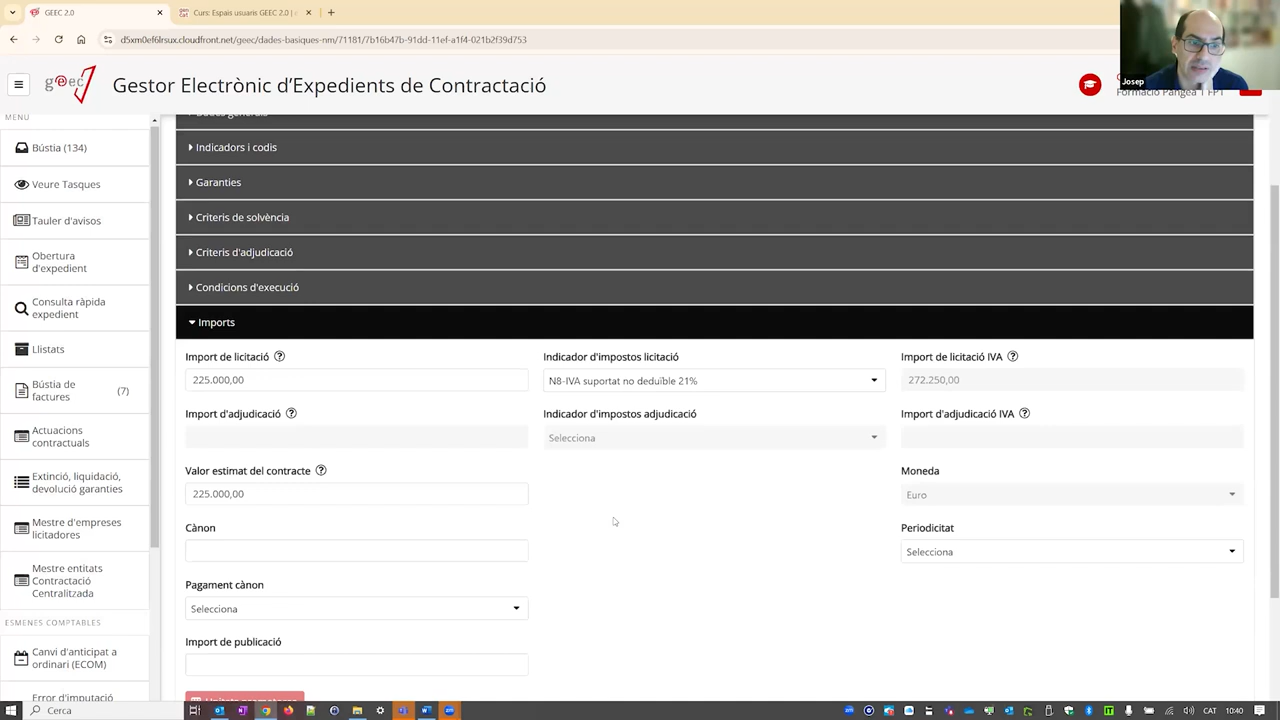 GEEC 2.0
Curs: Espais usuaris GEEC 2.0 |
d5xm0ef6lrsux.cloudfront.net/geec/dades-basiques-nm/71181/7b16b47b-91dd-11ef-a1f4-021b2f39d753
Josep
geec
Gestor Electrònic d'Expedients de Contractació
Formació Pangea 1 FP1
MENÚ
Bústia (134)
Veure Tasques
Tauler d'avisos
Obertura
d'expedient
Consulta ràpida
expedient
Llistats
Bústia de
factures
(7)
Actuacions
contractuals
Extinció, liquidació,
devolució garanties
Mestre d'empreses
licitadores
Mestre entitats
Contractació
Centralitzada
ESMENES COMPTABLES
Canvi d'anticipat a
ordinari (ECOM)
Error d'imputació
Dades generals
Indicadors i codis
Garanties
Criteris de solvència
Criteris d'adjudicació
Condicions d'execució
Imports
Import de licitació ?
Indicador d'impostos licitació
Import de licitació IVA ?
225.000,00
N8-IVA suportat no deduïble 21%
272.250,00
Import d'adjudicació ?
Indicador d'impostos adjudicació
Import d'adjudicació IVA ?
Selecciona
Valor estimat del contracte ?
Moneda
225.000,00
Euro
Cànon
Periodicitat
Selecciona
Pagament cànon
Selecciona
Import de publicació
Cerca
CAT
10:40